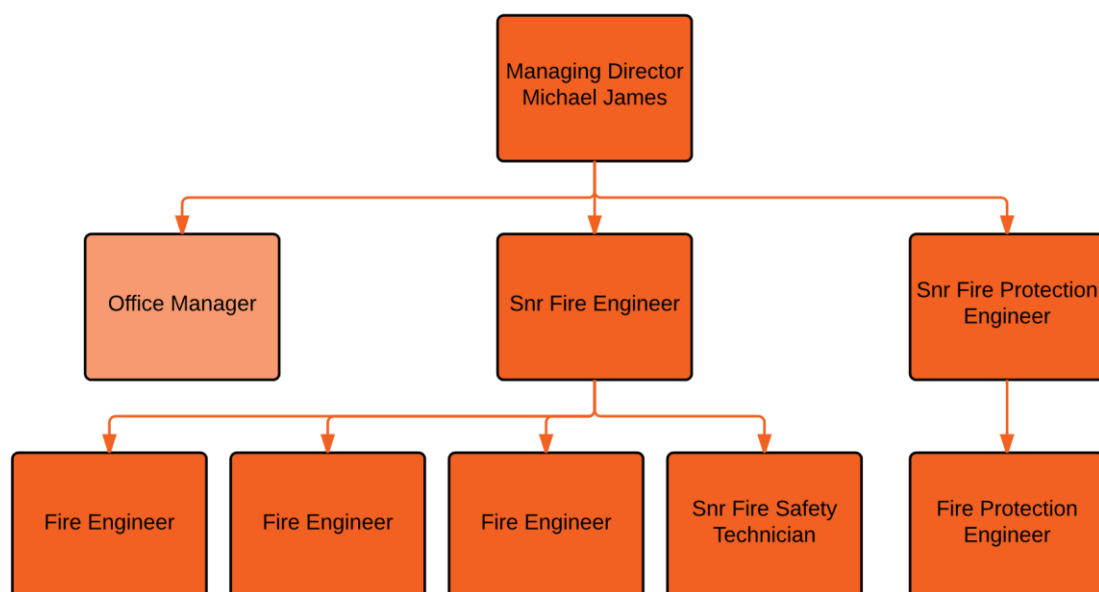 Managing Director
Michael James
Office Manager
Snr Fire Engineer
Snr Fire Protection
Engineer
Fire Engineer
Fire Engineer
Fire Engineer
Snr Fire Safety
Technician
Fire Protection
Engineer